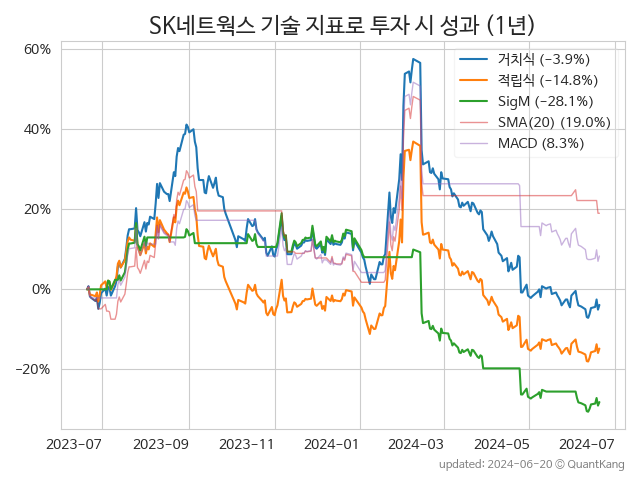 SK네트웍스 기술 지표로 투자 시 성과 (1년)
60%
40%
20%
0%
−20%
거치식 (−3.9%)
적립식 (−14.8%)
SigM (−28.1%)
SMA(20) (19.0%)
MACD (8.3%)
2023-07
2023-09
2023-11
2024-01
2024-03
2024-05
2024-07
updated: 2024-06-20 © QuantKang